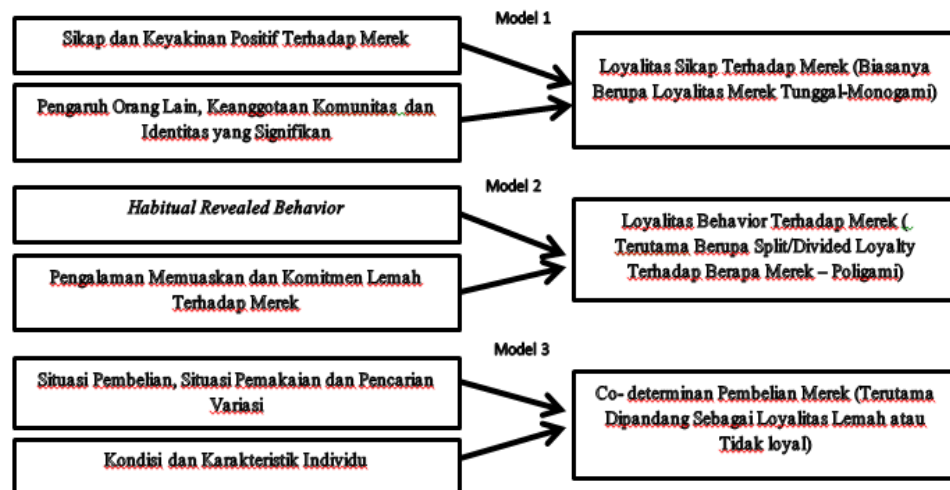 Model 1
Sikap dan Keyakinan Positif Terhadap Merek
Pengaruh Orang Lain, Keanggotaan Komunitas dan
Identitas yang Signifikan
Loyalitas Sikap Terhadap Merek (Biasanya
Berupa Loyalitas Merek Tunggal-Monogami)
Model 2
Habitual Revealed Behavior
Pengalaman Memuaskan dan Komitmen Lemah
Terhadap Merek
Loyalitas Behavior Terhadap Merek (
Terutama Berupa Split/Divided Loyalty
Terhadap Berapa Merek – Poligami)
Model 3
Situasi Pembelian, Situasi Pemakaian dan Pencarian
Variasi
Kondisi dan Karakteristik Individu
Co- determinan Pembelian Merek (Terutama
Dipandang Sebagai Loyalitas Lemah atau
Tidak loyal)